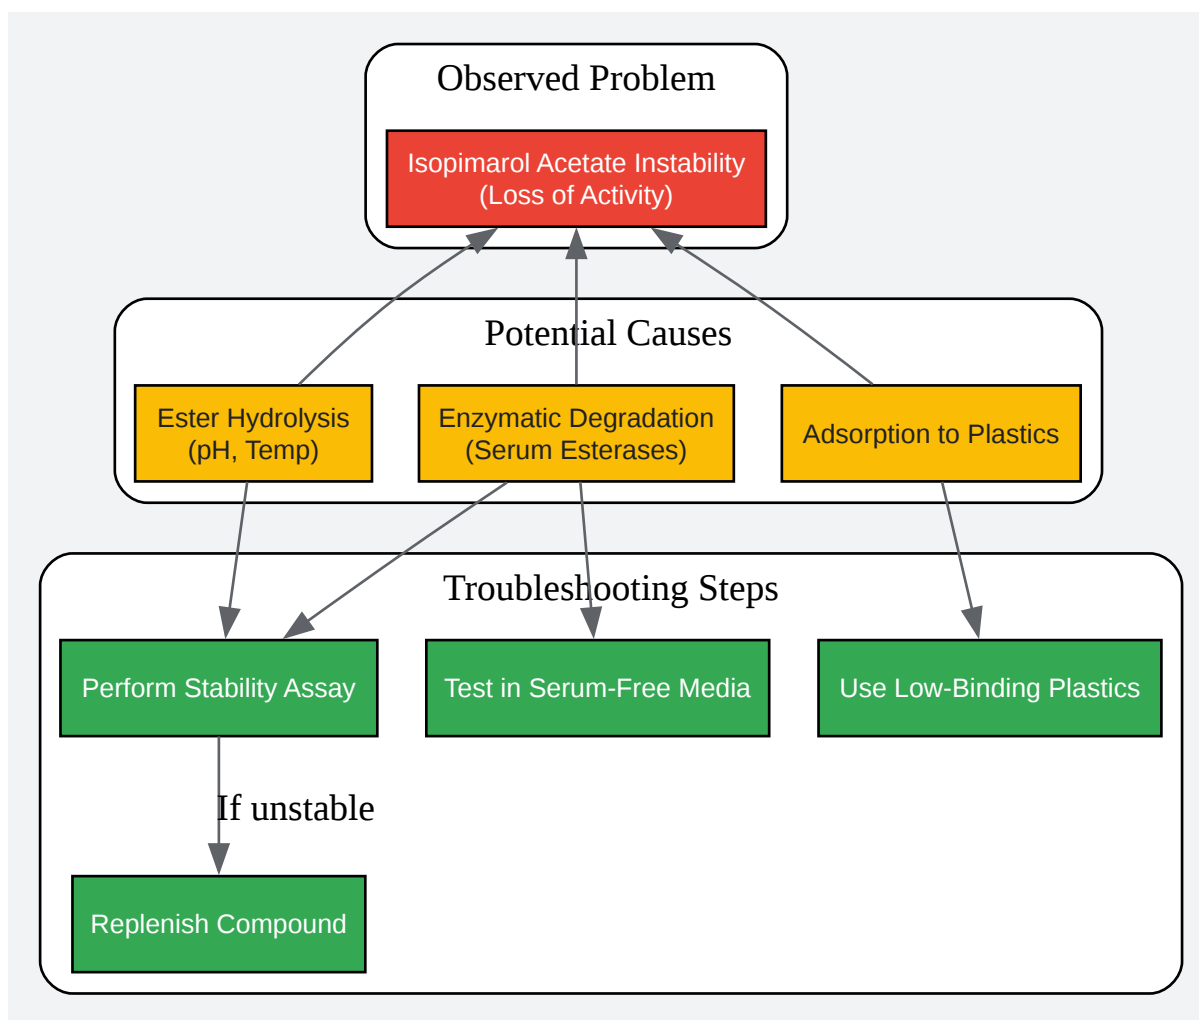 Observed Problem
Isopimarol Acetate Instability
(Loss of Activity)
Potential Causes
Ester Hydrolysis
(pH, Temp)
Enzymatic Degradation
(Serum Esterases)
Adsorption to Plastics
Troubleshooting Steps
Perform Stability Assay
Test in Serum-Free Media
Use Low-Binding Plastics
If unstable
Replenish Compound